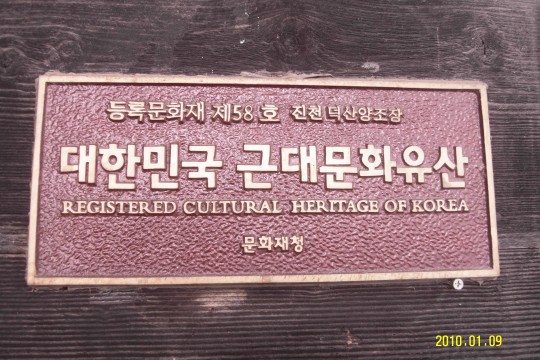 등록문화재 제58호 진천 덕산양조장
대한민국 근대문화유산
REGISTERED CULTURAL HERITAGE OF KOREA
문화재청
2010.01.09